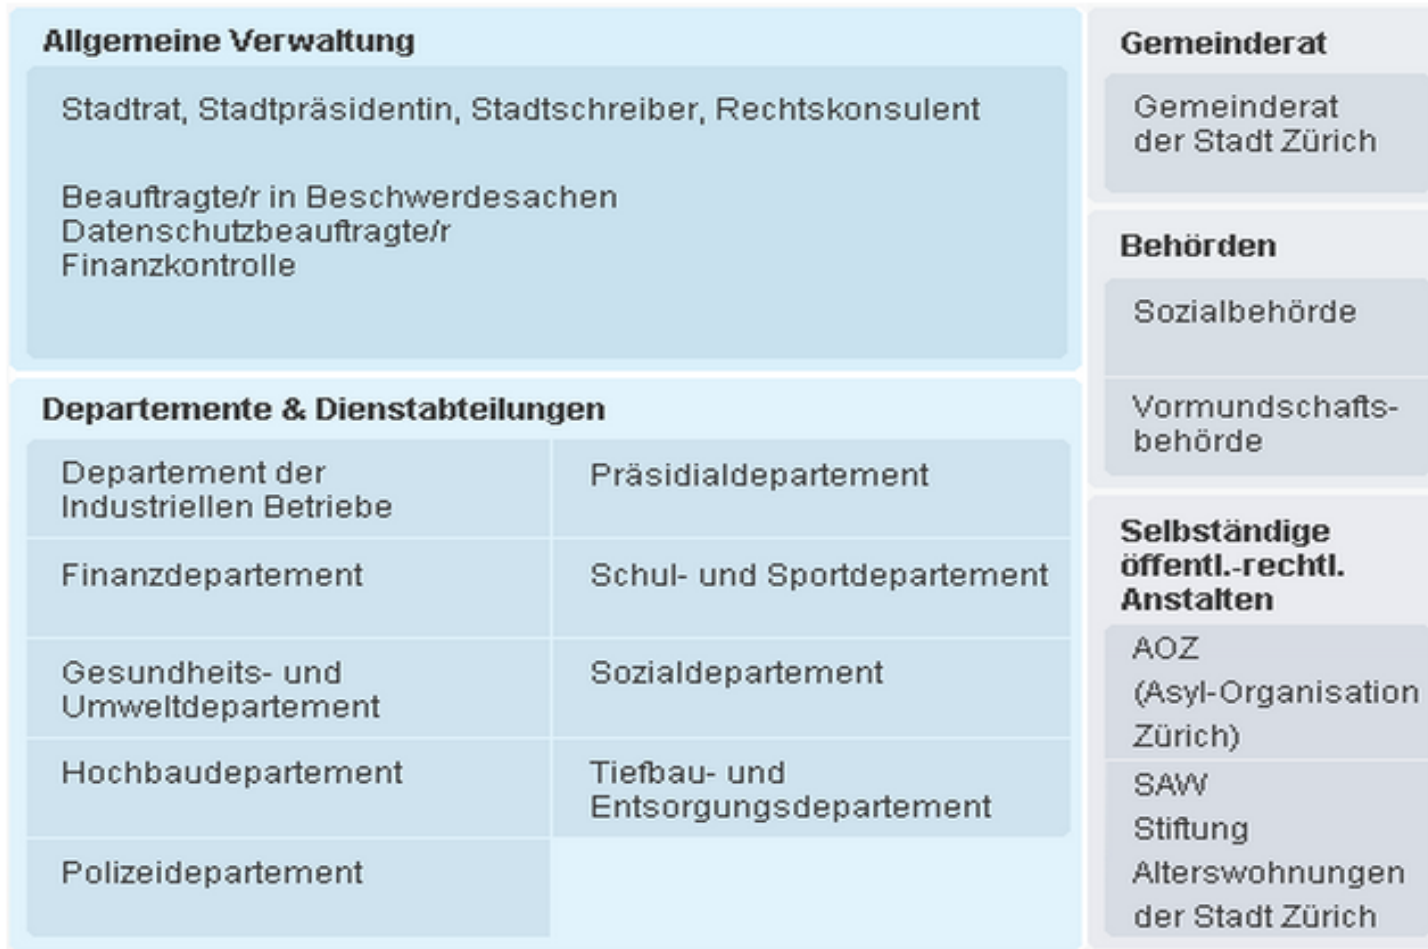 Allgemeine Verwaltung
Stadtrat, Stadtpräsidentin, Stadtschreiber, Rechtskonsulent
Beauftragte/r in Beschwerdesachen
Datenschutzbeauftragte/r
Finanzkontrolle
Departemente & Dienstabteilungen
Departement der
Industriellen Betriebe
Präsidialdepartement
Finanzdepartement
Schul- und Sportdepartement
Gesundheits- und
Umweltdepartement
Sozialdepartement
Hochbaudepartement
Tiefbau- und
Entsorgungsdepartement
Polizeidepartement
Gemeinderat
Gemeinderat
der Stadt Zürich
Behörden
Sozialbehörde
Vormundschafts-
behörde
Selbständige
öffentl.-rechtl.
Anstalten
AOZ
(Asyl-Organisation
Zürich)
SAW
Stiftung
Alterswohnungen
der Stadt Zürich